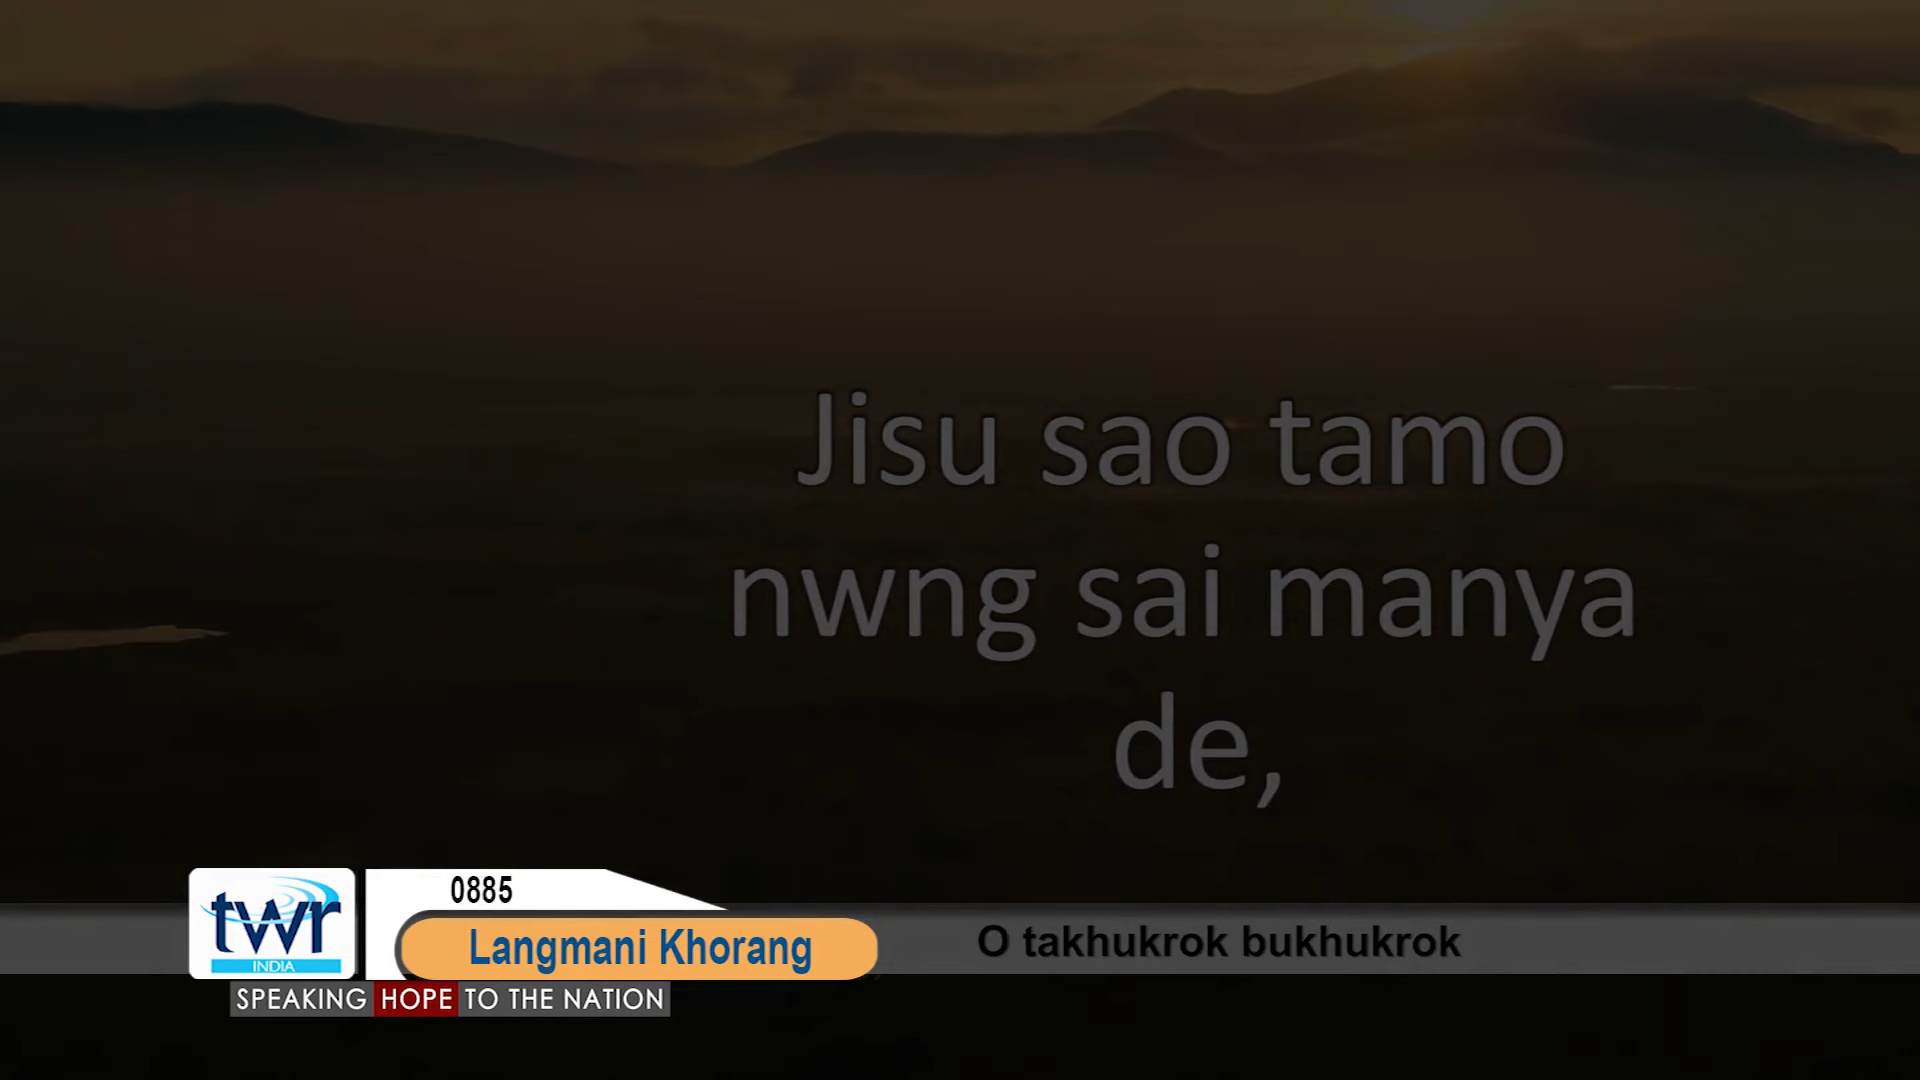 Jisu sao tamo
nwng sai manya
de,
0885
twr
INDIA
Langmani Khorang
O takhukrok bukhukrok
SPEAKING HOPE TO THE NATION